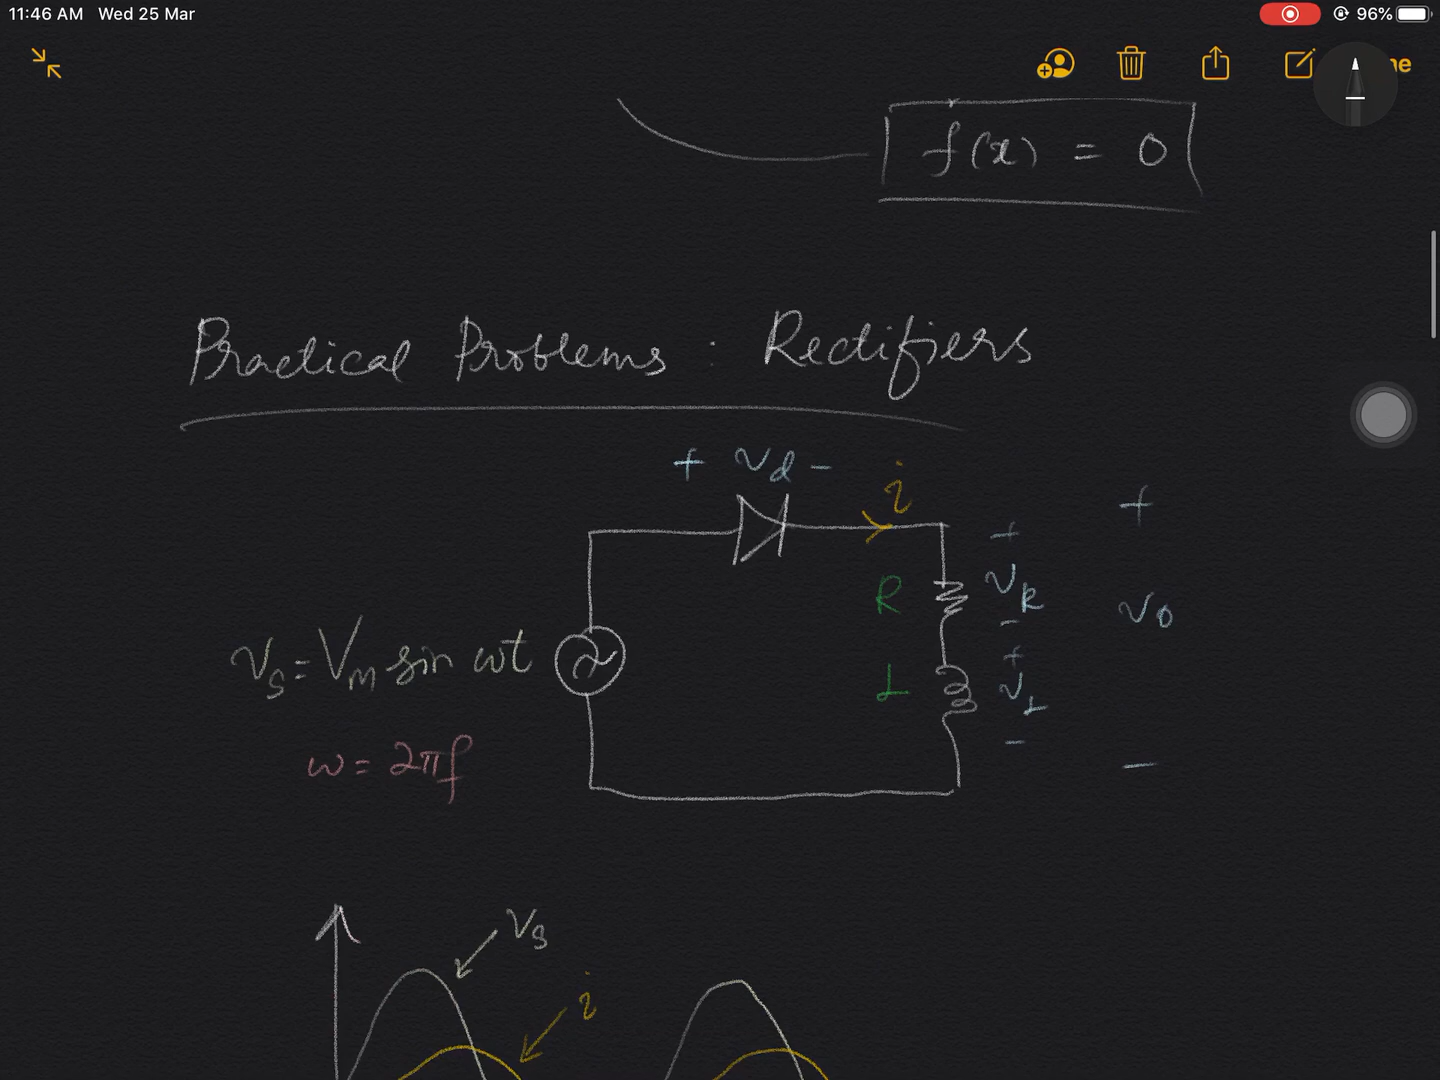 11:46 AM Wed 25 Mar
96%
f(x) = 0
Practical Problems : Rectifiers
+ vd -
i
+
+
R
vR
vo
-
vs = Vm sin ωt
+
L
vL
-
-
ω = 2πf
vs
i